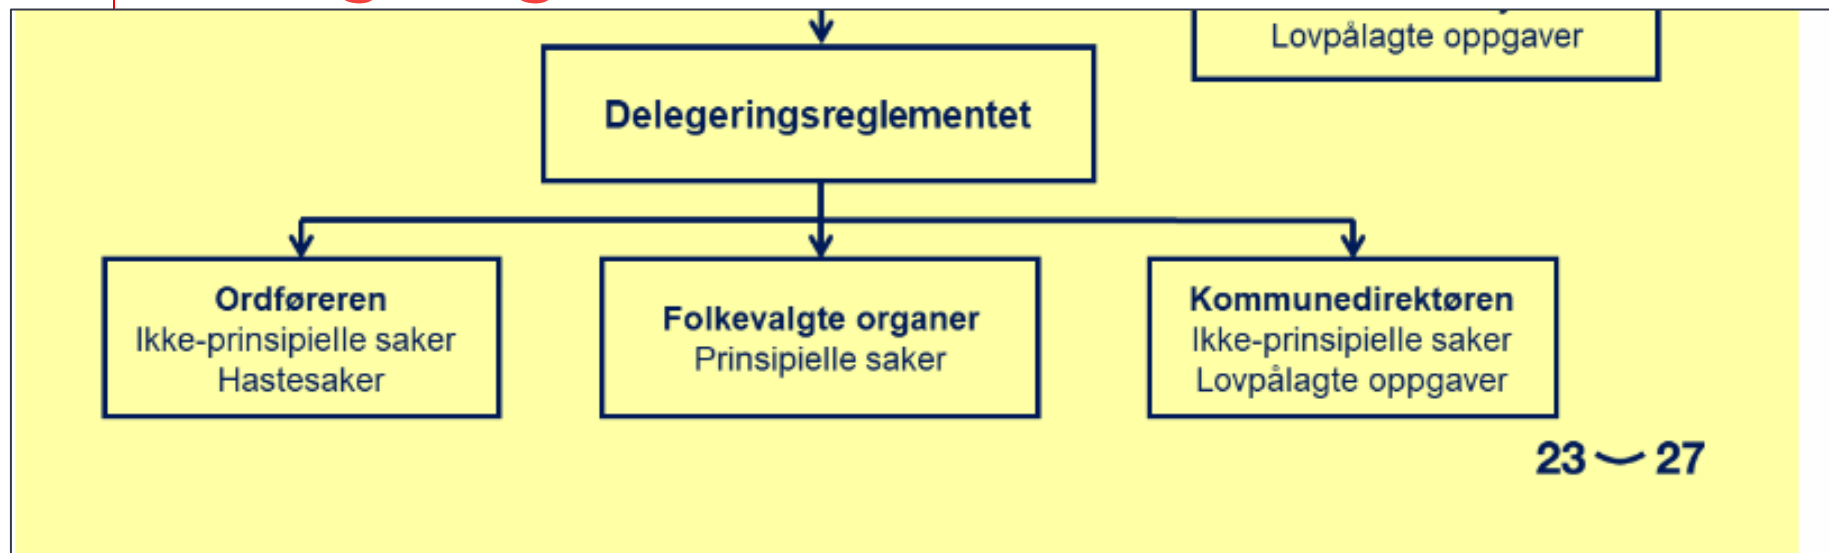 Lovpålagte oppgaver
Delegeringsreglementet
Ordføreren
Ikke-prinsipielle saker
Hastesaker
Folkevalgte organer
Prinsipielle saker
Kommunedirektøren
Ikke-prinsipielle saker
Lovpålagte oppgaver
23 27